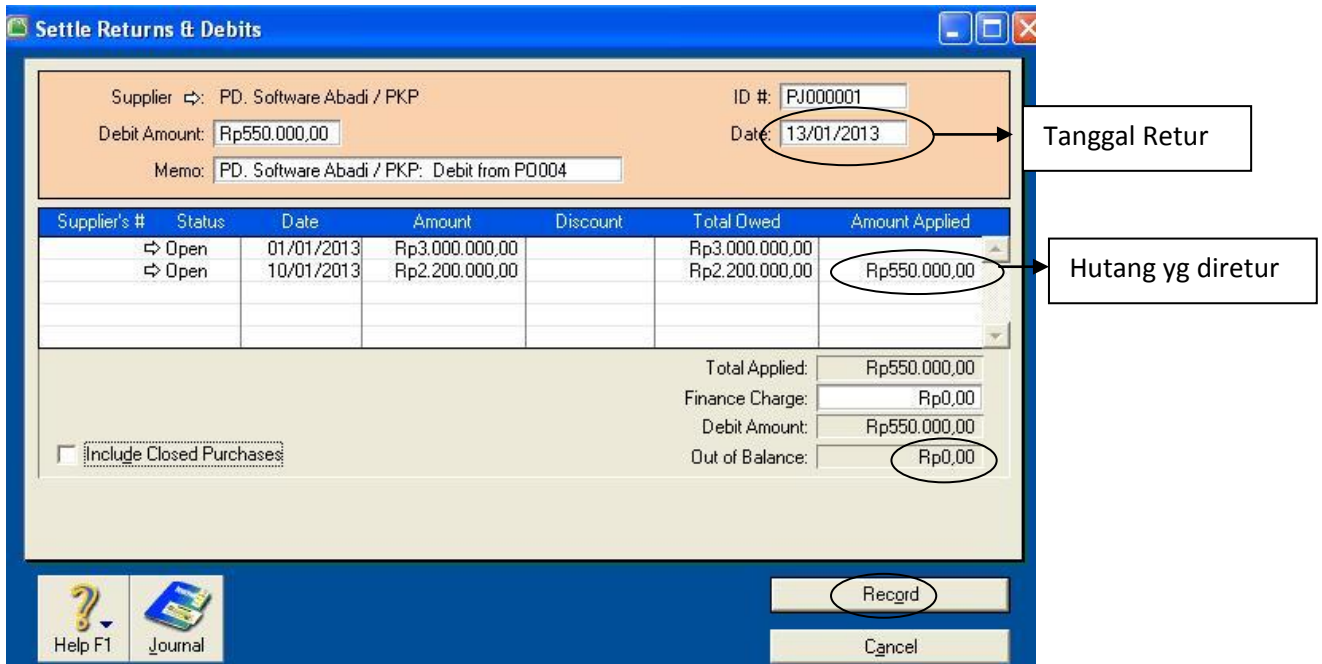 Settle Returns & Debits
Supplier ⇨: PD. Software Abadi / PKP ID #: PJ000001
Debit Amount: Rp550.000,00 Date: 13/01/2013 Tanggal Retur
Memo: PD. Software Abadi / PKP: Debit from PO004
Supplier's # Status Date Amount Discount Total Owed Amount Applied
⇨ Open 01/01/2013 Rp3.000.000,00 Rp3.000.000,00
⇨ Open 10/01/2013 Rp2.200.000,00 Rp2.200.000,00 Rp550.000,00 Hutang yg diretur
Total Applied: Rp550.000,00
Finance Charge: Rp0,00
Debit Amount: Rp550.000,00
Include Closed Purchases Out of Balance: Rp0,00
Record
Help F1 Journal Cancel